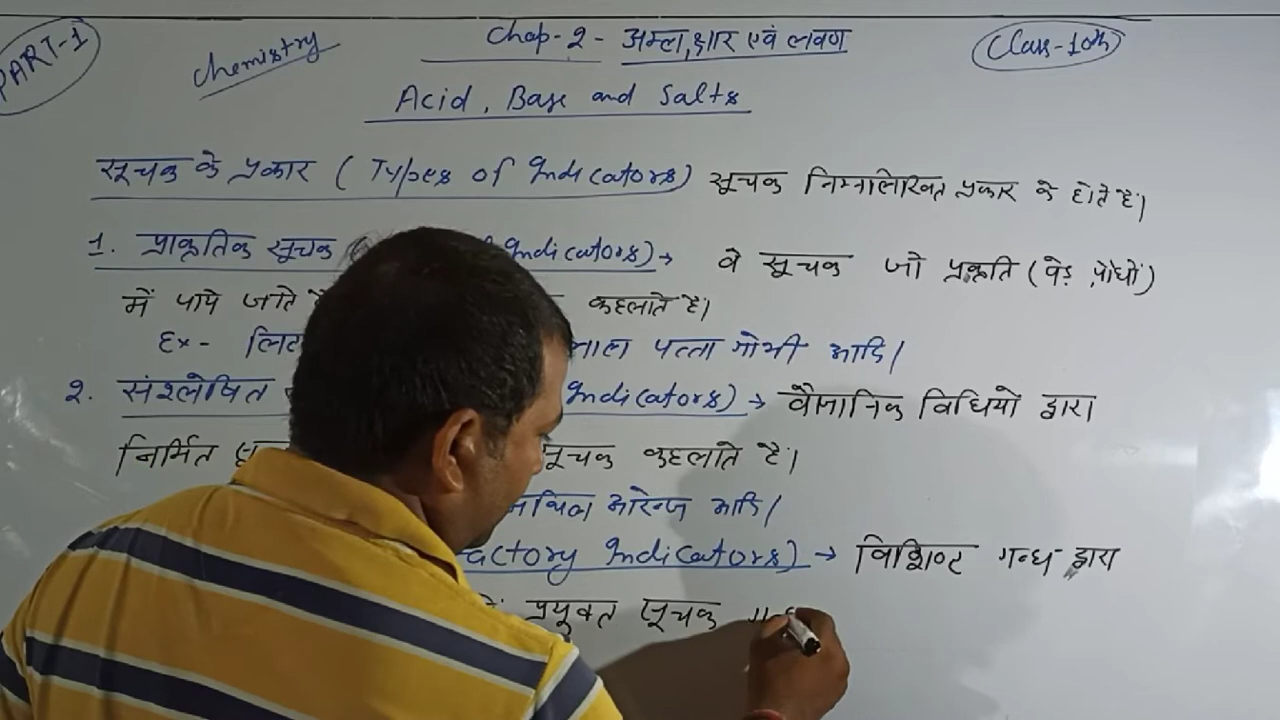 PART-1
Chemistry
Chap-2- अम्ल,क्षार एवं लवण
Class-10th
Acid, Base and Salts
सूचक के प्रकार ( Types of Indicators) सूचक निम्नलिखित प्रकार के होते है।
1. प्राकृतिक सूचक Indicators)→ वे सूचक जो प्रकृति (पेड़ पौधों)
में पाये जाते कहलाते है।
Ex- लाल पत्ता गोभी आदि।
2. संश्लेषित Indicators) → वैज्ञानिक विधियो द्वारा
निर्मित सूचक कहलाते है।
मिथिल ऑरेन्ज आदि।
factory Indicators) → विशिष्ट गन्ध द्वारा
प्रयुक्त सूचक